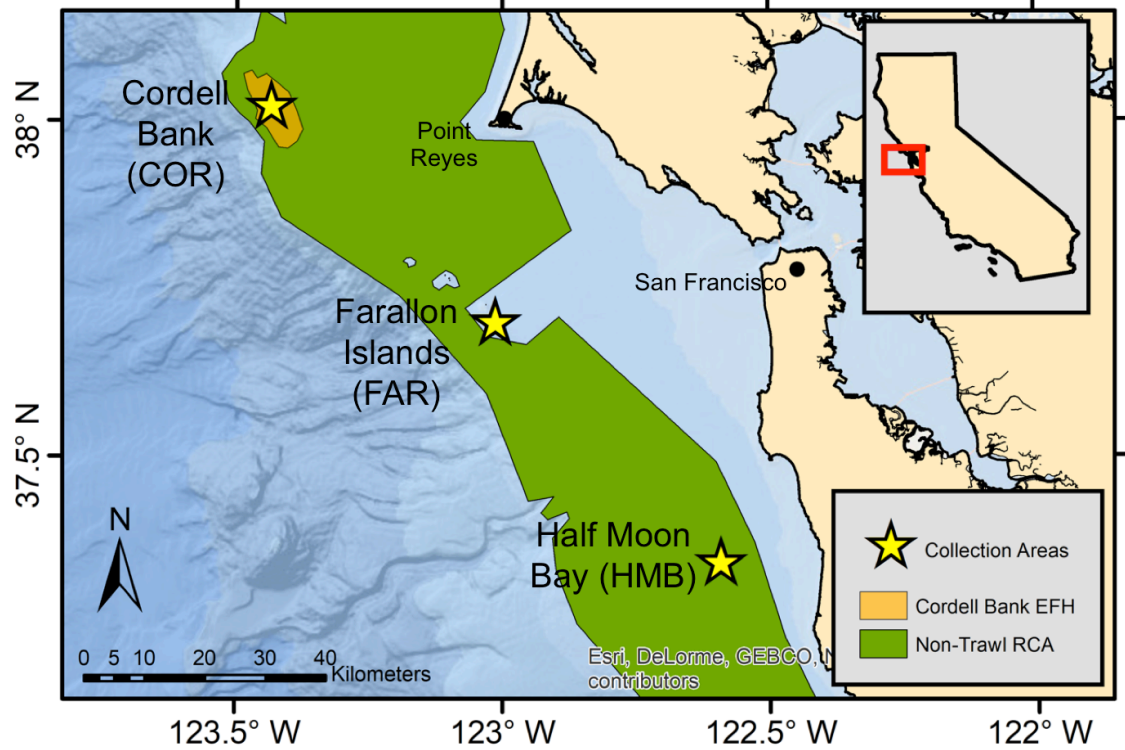 Cordell
Bank
(COR)
Point
Reyes
San Francisco
Farallon
Islands
(FAR)
Half Moon
Bay (HMB)
38° N
37.5° N
N
0 5 10 20 30 40
Kilometers
Esri, DeLorme, GEBCO,
contributors
Collection Areas
Cordell Bank EFH
Non-Trawl RCA
123.5° W
123° W
122.5° W
122° W